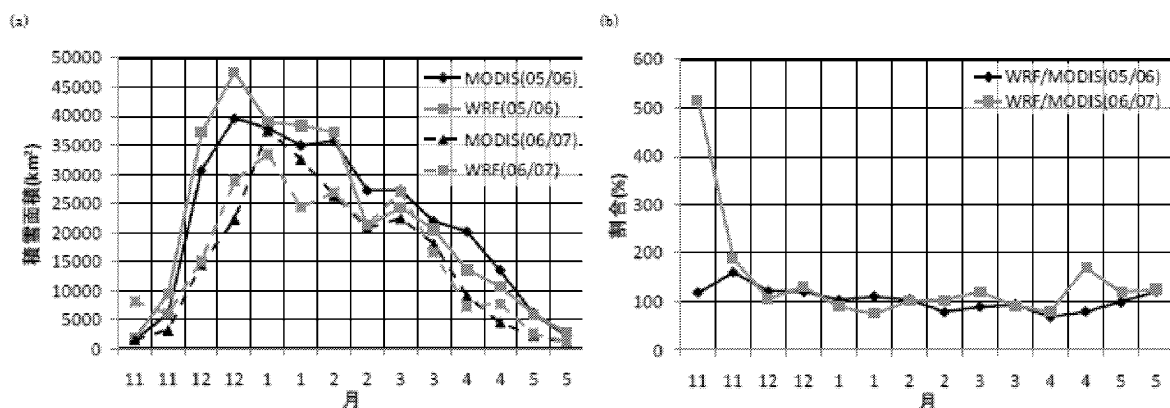 (a)
50000
45000
40000
35000
30000
25000
20000
15000
10000
5000
0
積雪面積(km²)
MODIS(05/06)
WRF(05/06)
MODIS(06/07)
WRF(06/07)
11 11 12 12 1 1 2 2 3 3 4 4 5 5
月
(b)
600
500
400
300
200
100
0
割合(%)
WRF/MODIS(05/06)
WRF/MODIS(06/07)
11 11 12 12 1 1 2 2 3 3 4 4 5 5
月